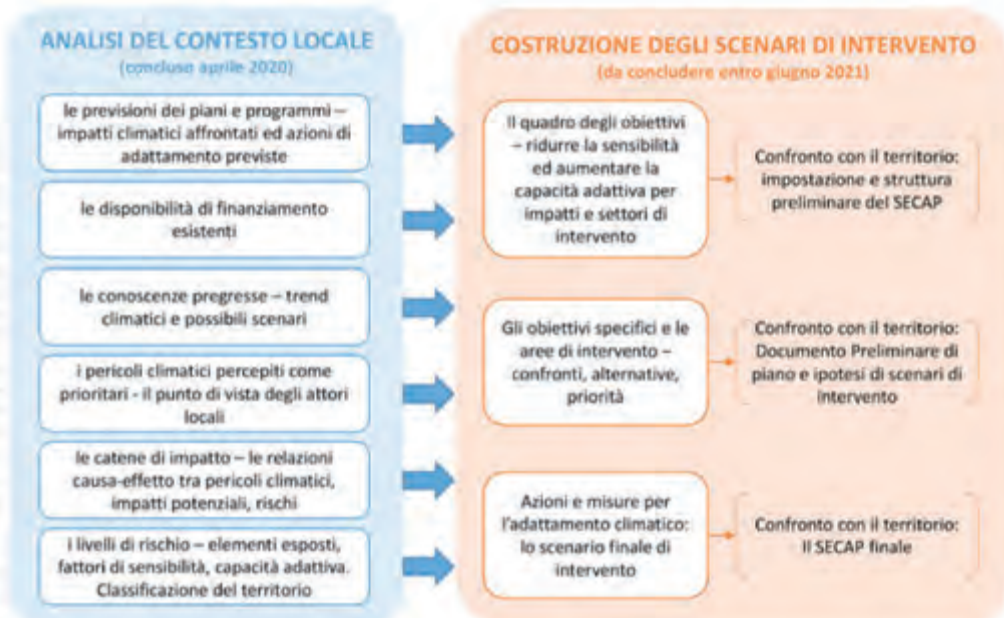 ANALISI DEL CONTESTO LOCALE
(concluso aprile 2020)
le previsioni dei piani e programmi –
impatti climatici affrontati ed azioni di
adattamento previste
le disponibilità di finanziamento
esistenti
le conoscenze pregresse – trend
climatici e possibili scenari
i pericoli climatici percepiti come
prioritari - il punto di vista degli attori
locali
le catene di impatto – le relazioni
causa-effetto tra pericoli climatici,
impatti potenziali, rischi
i livelli di rischio – elementi esposti,
fattori di sensibilità, capacità adattiva.
Classificazione del territorio
COSTRUZIONE DEGLI SCENARI DI INTERVENTO
(da concludere entro giugno 2021)
Il quadro degli obiettivi
– ridurre la sensibilità
ed aumentare la
capacità adattiva per
impatti e settori di
intervento
Confronto con il territorio:
impostazione e struttura
preliminare del SECAP
Gli obiettivi specifici e le
aree di intervento –
confronti, alternative,
priorità
Confronto con il territorio:
Documento Preliminare di
piano e ipotesi di scenari di
intervento
Azioni e misure per
l'adattamento climatico:
lo scenario finale di
intervento
Confronto con il territorio:
Il SECAP finale